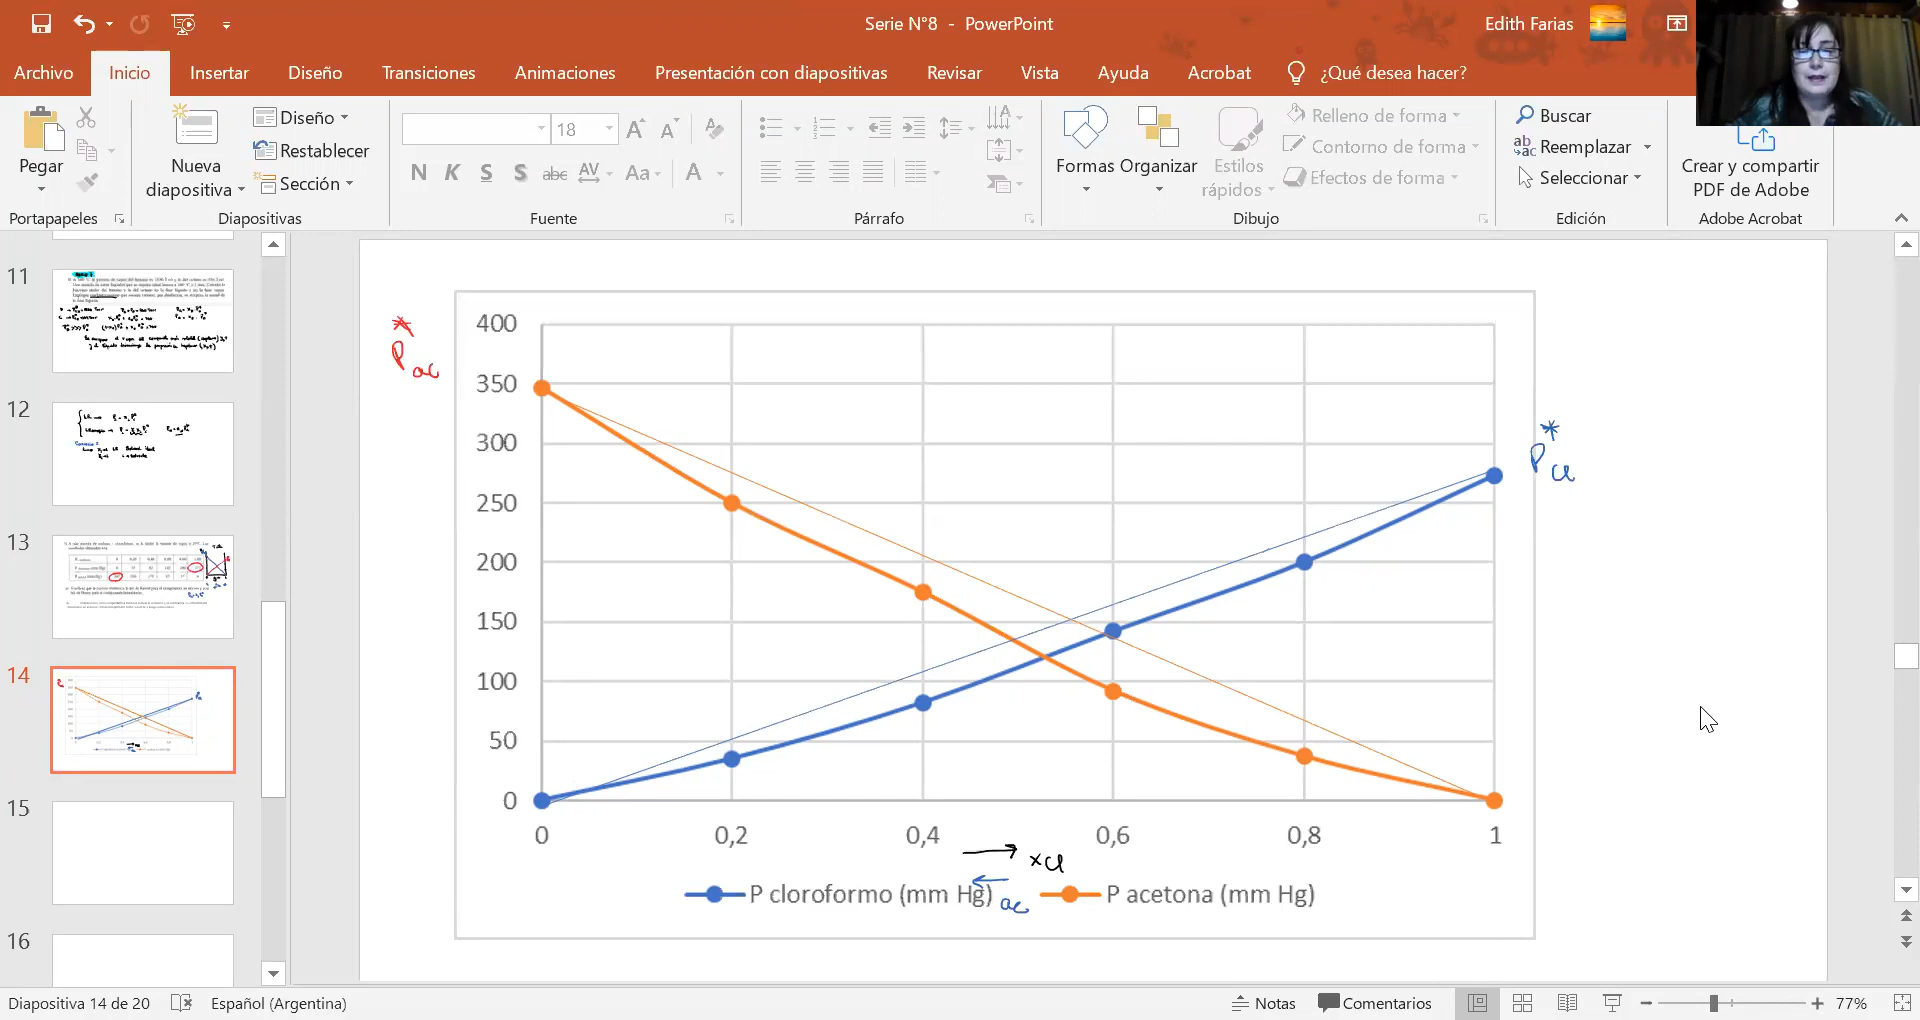 Serie N°8 - PowerPoint
Edith Farias
Archivo Inicio Insertar Diseño Transiciones Animaciones Presentación con diapositivas Revisar Vista Ayuda Acrobat ¿Qué desea hacer?
Pegar
Portapapeles
Nueva diapositiva
Diseño
Restablecer
Sección
Diapositivas
18
N K S S abc AV Aa A
Fuente
Párrafo
Formas Organizar Estilos rápidos
Relleno de forma
Contorno de forma
Efectos de forma
Dibujo
Buscar
Reemplazar
Seleccionar
Edición
Crear y compartir
PDF de Adobe
Adobe Acrobat
11
12
13
14
15
16
P*ac
P*cl
400
350
300
250
200
150
100
50
0
0 0,2 0,4 0,6 0,8 1
xcl
ac
P cloroformo (mm Hg) P acetona (mm Hg)
Diapositiva 14 de 20 Español (Argentina) Notas Comentarios 77%